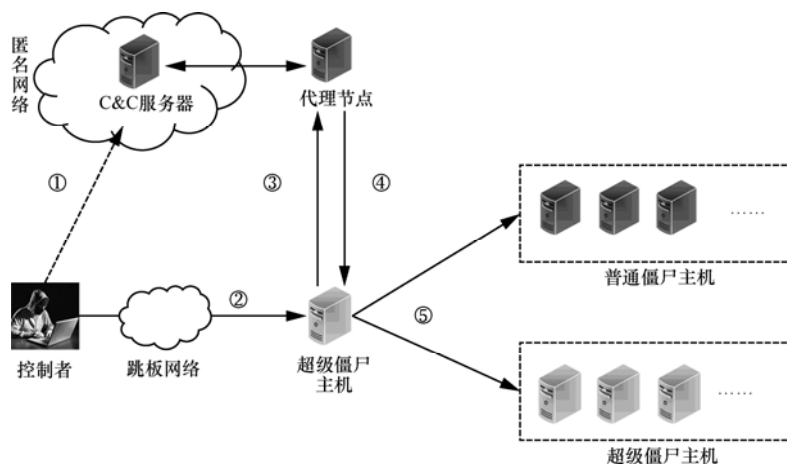 匿名网络
C&C服务器
代理节点
①
③
④
……
普通僵尸主机
②
⑤
控制者
跳板网络
超级僵尸
主机
……
超级僵尸主机